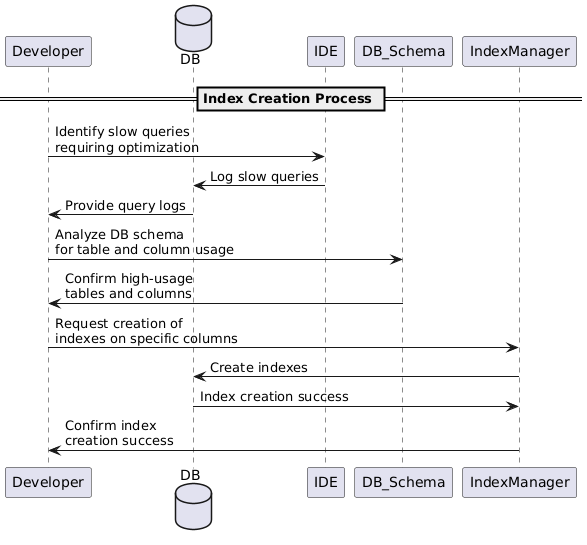 DB
Developer
IDE
DB_Schema
IndexManager
Index Creation Process
Identify slow queries
requiring optimization
Log slow queries
Provide query logs
Analyze DB schema
for table and column usage
Confirm high-usage
tables and columns
Request creation of
indexes on specific columns
Create indexes
Index creation success
Confirm index
creation success
Developer
DB
IDE
DB_Schema
IndexManager